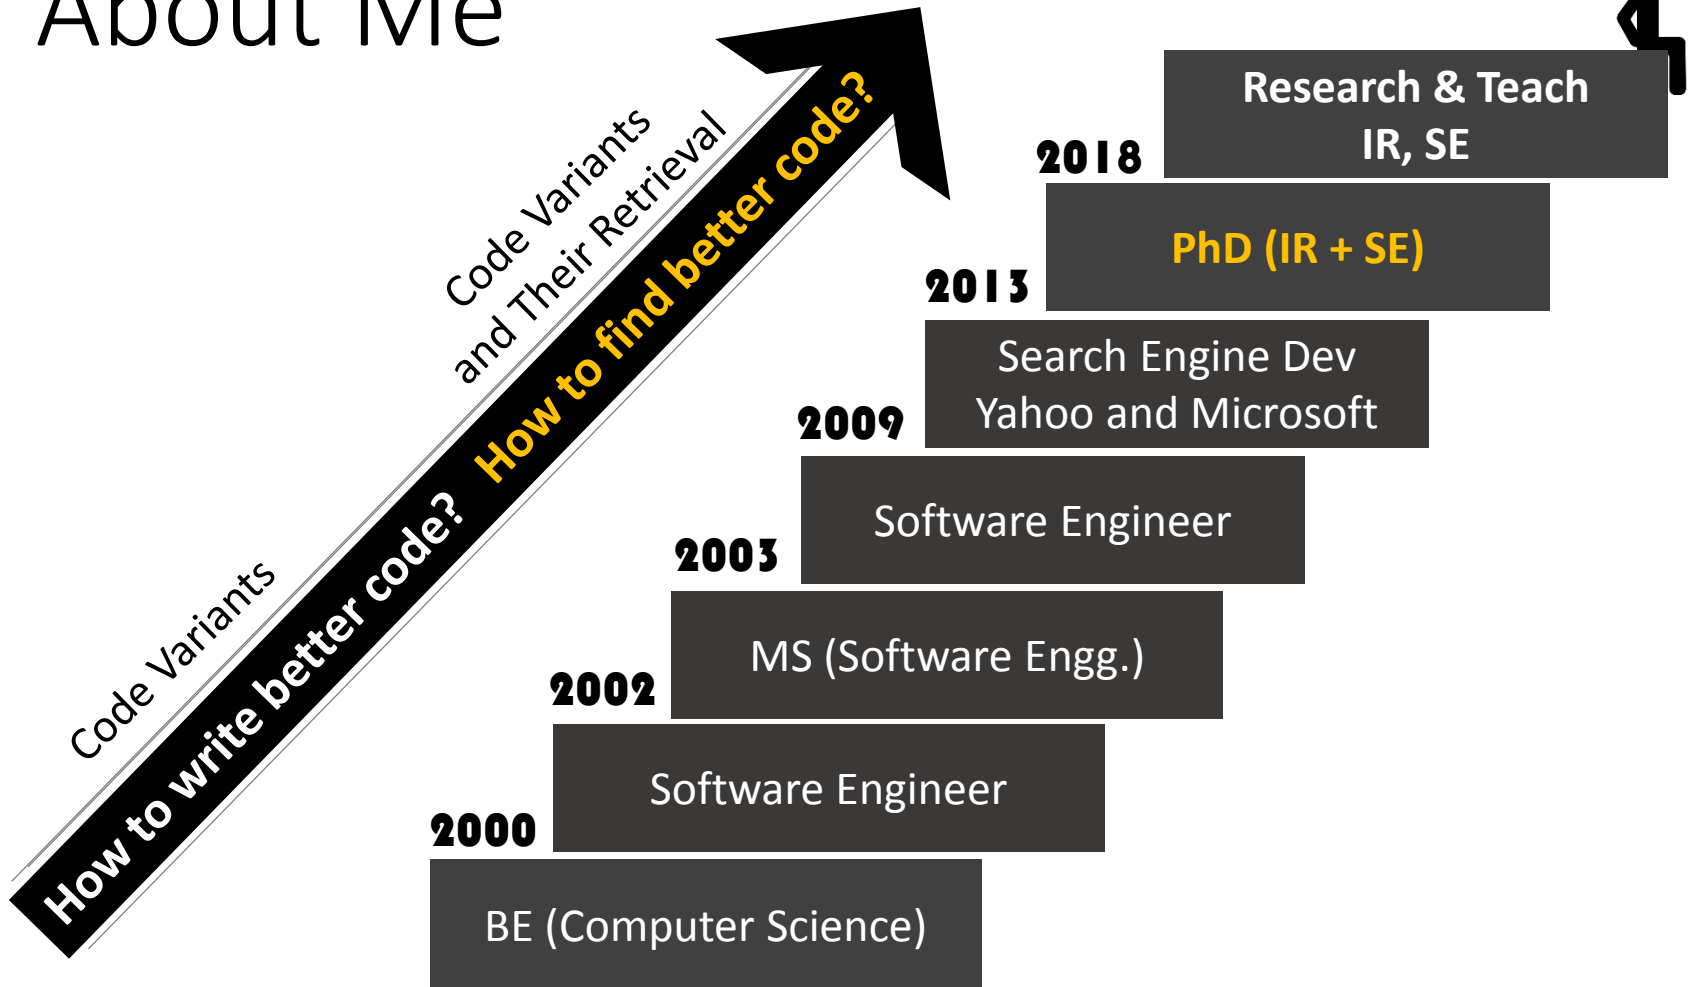 About Me
Code Variants
and Their Retrieval
Code Variants
How to write better code? How to find better code?
Research & Teach
IR, SE
2018
PhD (IR + SE)
2013
Search Engine Dev
Yahoo and Microsoft
2009
Software Engineer
2003
MS (Software Engg.)
2002
Software Engineer
2000
BE (Computer Science)